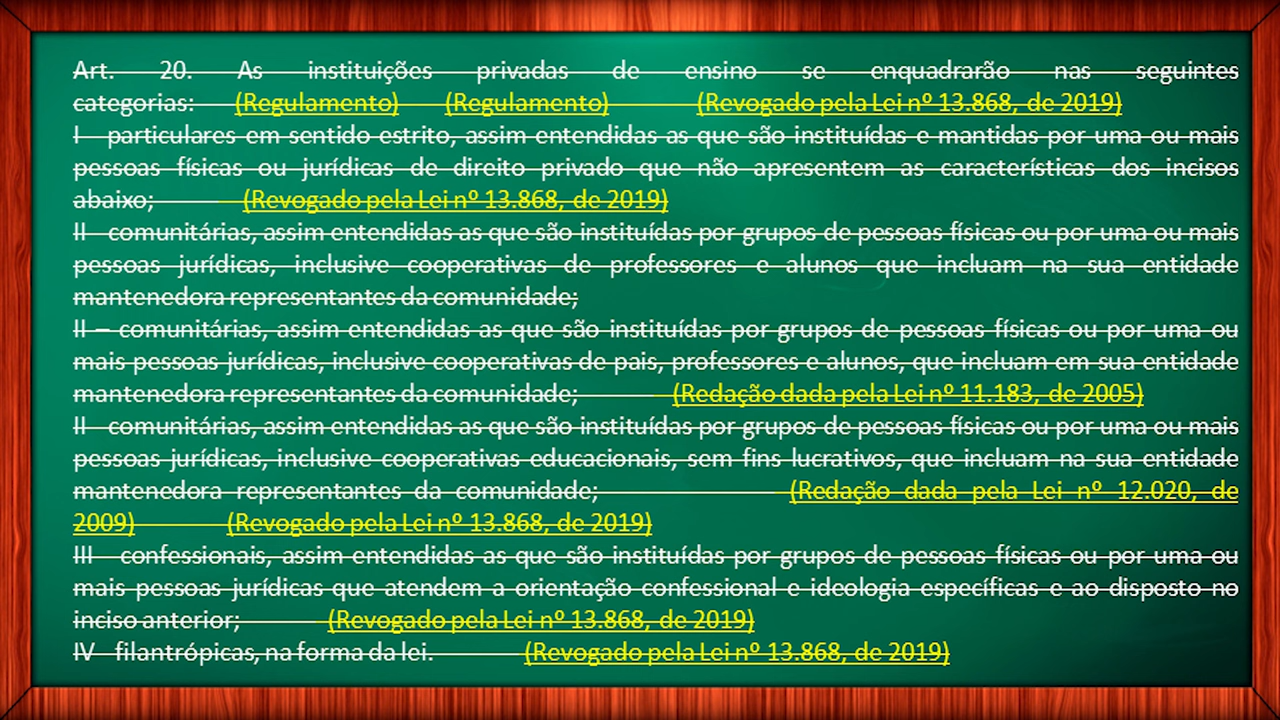 Art. 20. As instituições privadas de ensino se enquadrarão nas seguintes
categorias: (Regulamento) (Regulamento) (Revogado pela Lei nº 13.868, de 2019)
I - particulares em sentido estrito, assim entendidas as que são instituídas e mantidas por uma ou mais
pessoas físicas ou jurídicas de direito privado que não apresentem as características dos incisos
abaixo; (Revogado pela Lei nº 13.868, de 2019)
II - comunitárias, assim entendidas as que são instituídas por grupos de pessoas físicas ou por uma ou mais
pessoas jurídicas, inclusive cooperativas de professores e alunos que incluam na sua entidade
mantenedora representantes da comunidade;
II – comunitárias, assim entendidas as que são instituídas por grupos de pessoas físicas ou por uma ou
mais pessoas jurídicas, inclusive cooperativas de pais, professores e alunos, que incluam em sua entidade
mantenedora representantes da comunidade; (Redação dada pela Lei nº 11.183, de 2005)
II - comunitárias, assim entendidas as que são instituídas por grupos de pessoas físicas ou por uma ou mais
pessoas jurídicas, inclusive cooperativas educacionais, sem fins lucrativos, que incluam na sua entidade
mantenedora representantes da comunidade; (Redação dada pela Lei nº 12.020, de
2009) (Revogado pela Lei nº 13.868, de 2019)
III - confessionais, assim entendidas as que são instituídas por grupos de pessoas físicas ou por uma ou
mais pessoas jurídicas que atendem a orientação confessional e ideologia específicas e ao disposto no
inciso anterior; (Revogado pela Lei nº 13.868, de 2019)
IV - filantrópicas, na forma da lei. (Revogado pela Lei nº 13.868, de 2019)